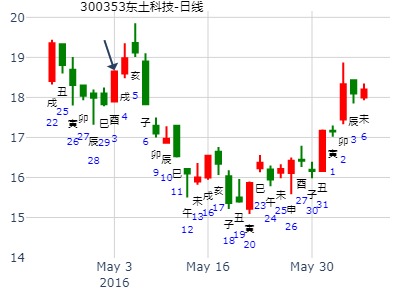 300353东土科技-日线
20
19
18
17
16
15
14
戌
22
丑
25
寅
26
卯
27
辰
28
巳
29
酉
3
戌
4
亥
5
子
6
卯
9
辰
10
巳
11
午
12
未
13
申
16
戌
17
子
18
丑
19
寅
20
巳
23
午
24
未
25
申
26
酉
27
子
30
丑
31
寅
1
卯
2
辰
3
未
6
May 3
2016
May 16
May 30